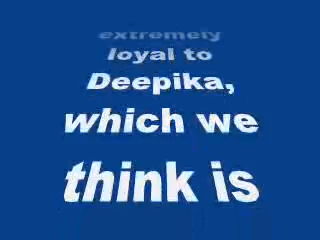 extremely
loyal to
Deepika,
which we
think is